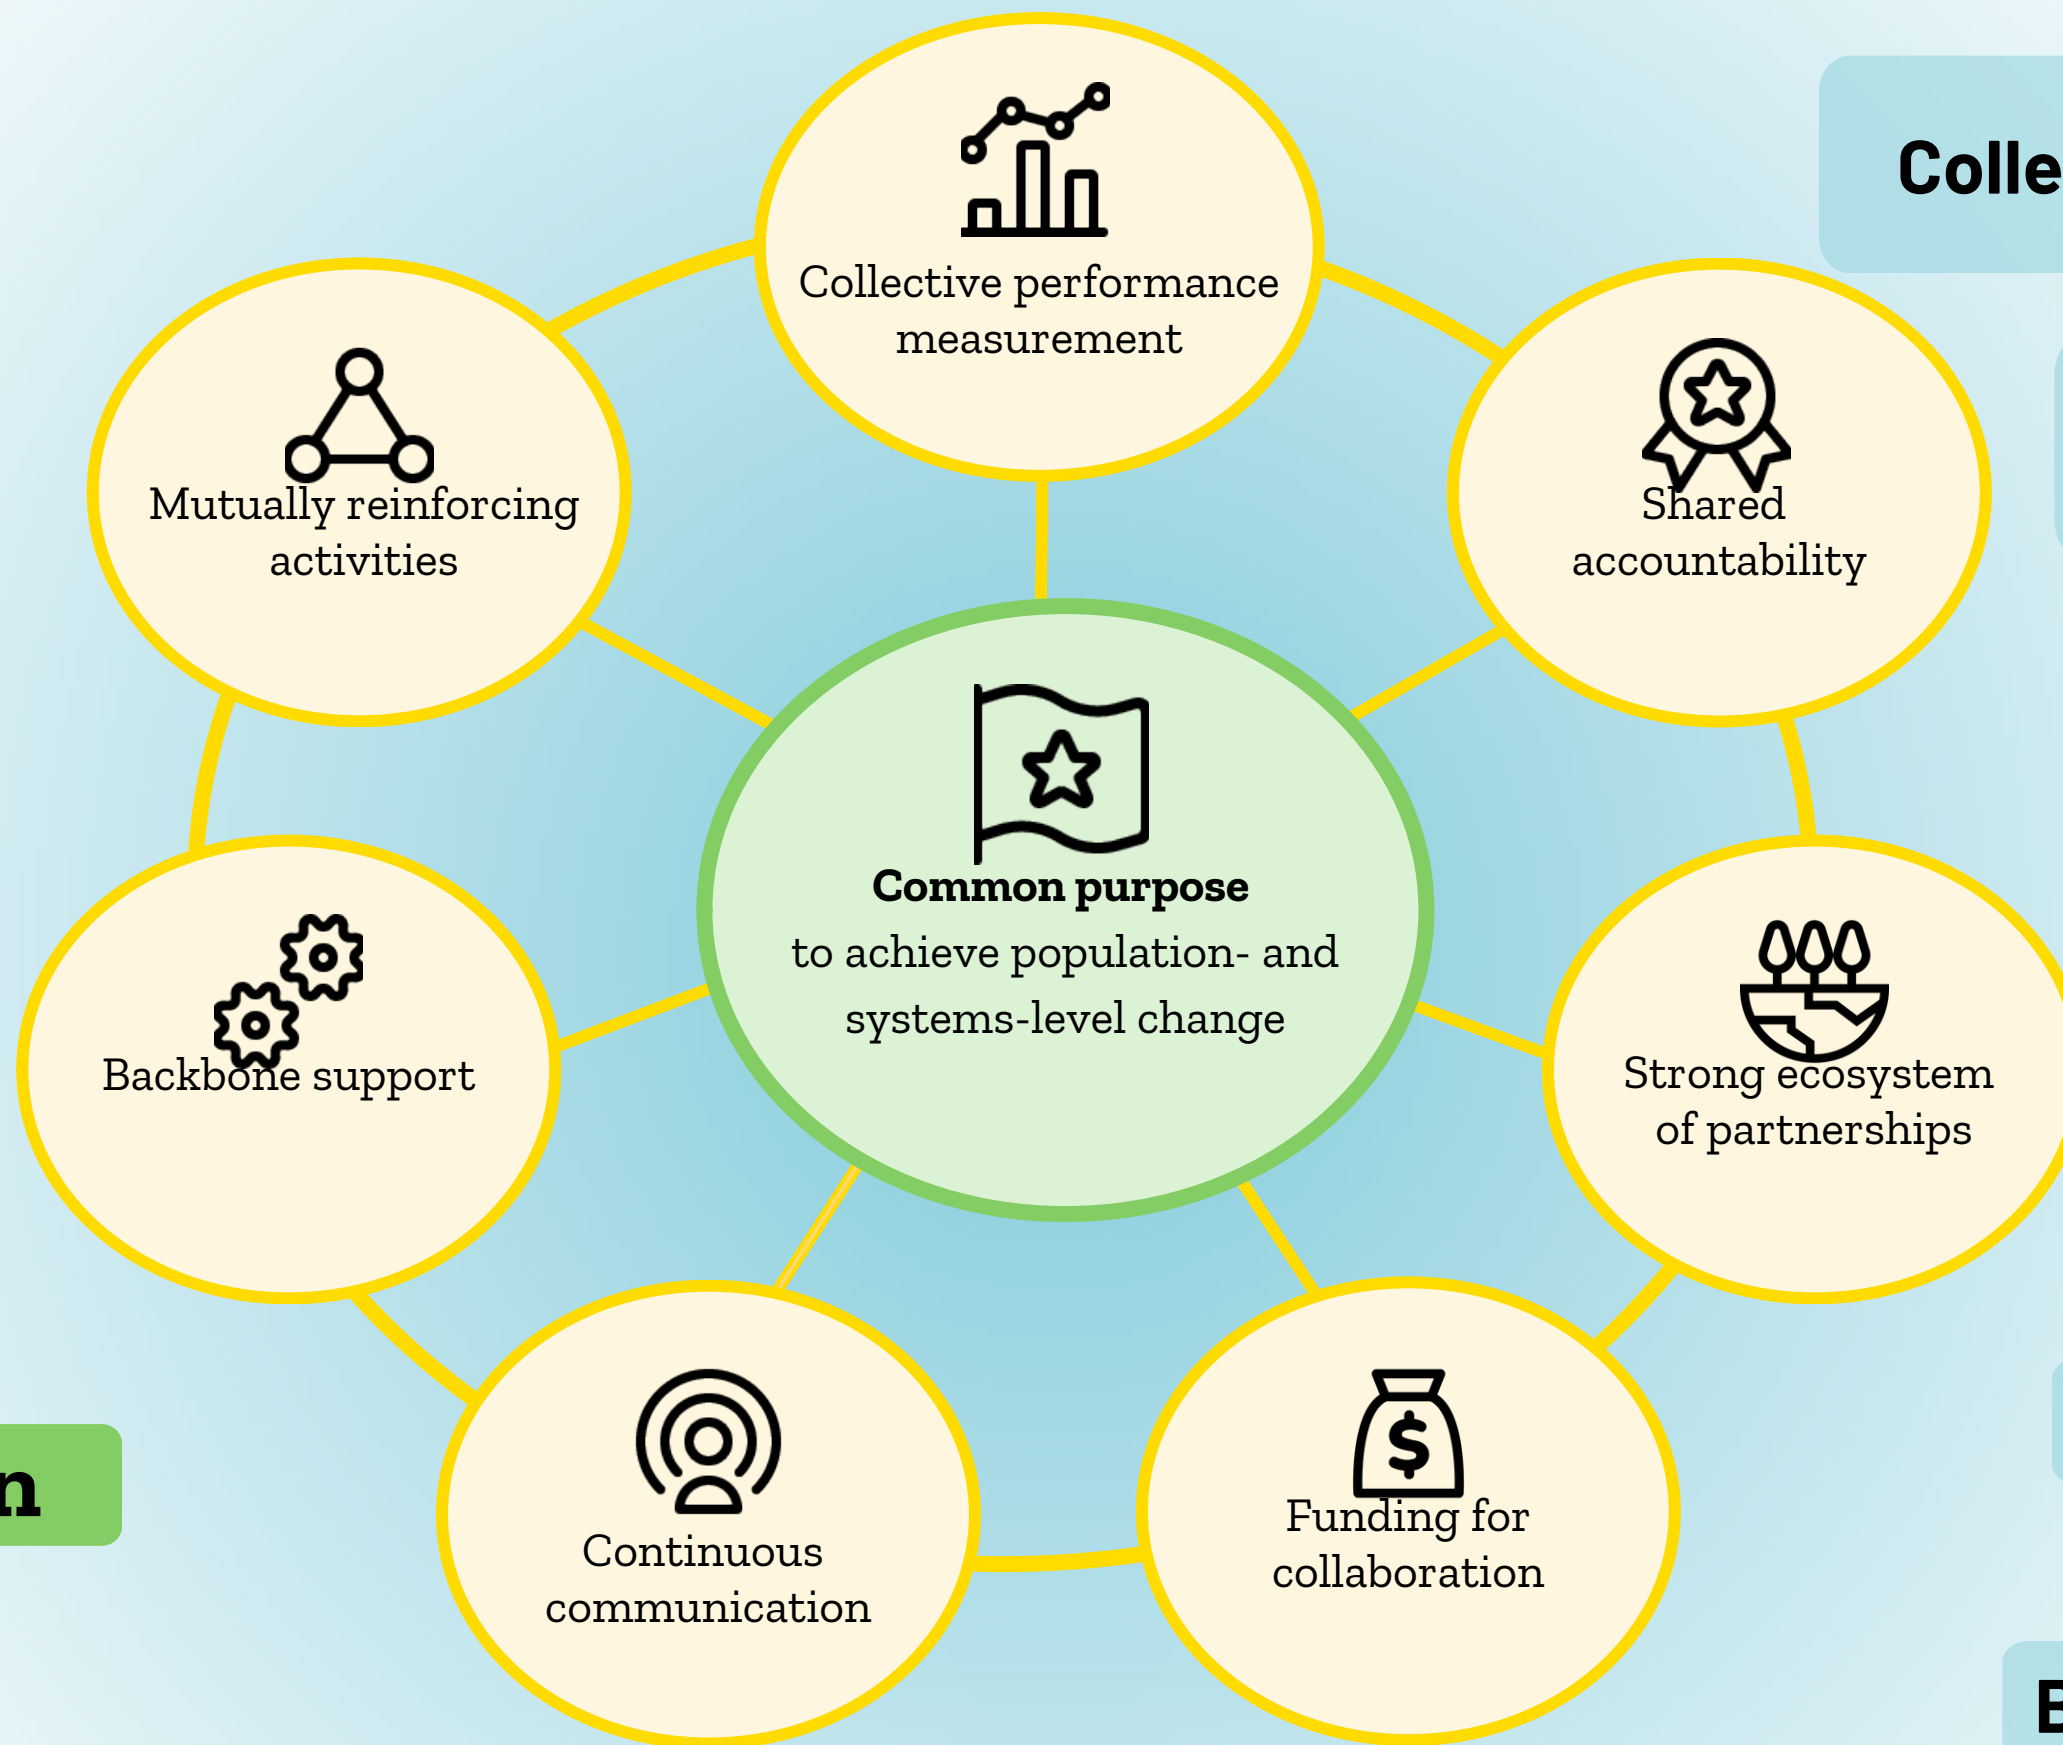 Collective performance
measurement
Mutually reinforcing
activities
Shared
accountability
Common purpose
to achieve population- and
systems-level change
Backbone support
Strong ecosystem
of partnerships
Continuous
communication
Funding for
collaboration
$